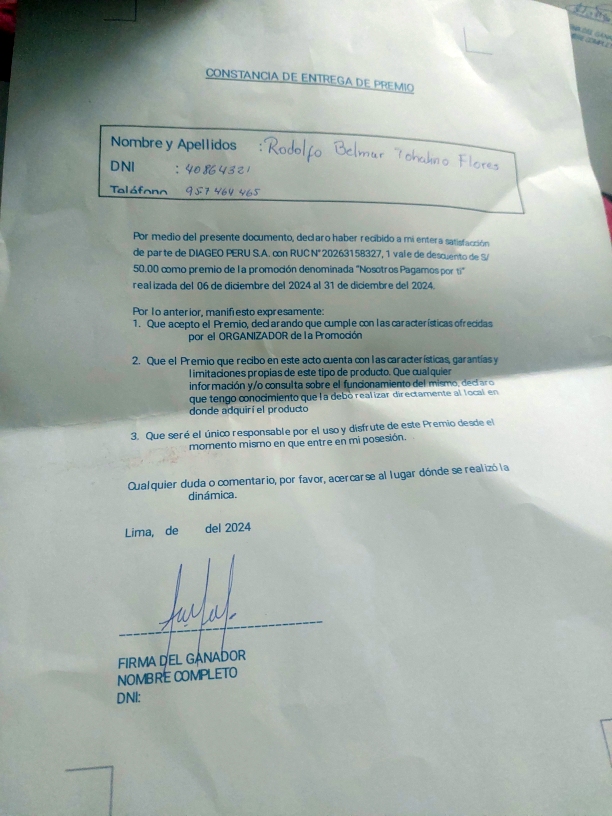 CONSTANCIA DE ENTREGA DE PREMIO
Nombre y Apellidos : Rodolfo Belmar Flores
DNI : 40864321
Teláfono 957 464 465
Por medio del presente documento, declaro haber recibido a mi entera satisfacción
de parte de DIAGEO PERU S.A. con RUC N° 20263158327, 1 vale de descuento de S/
50.00 como premio de la promoción denominada "Nosotros Pagamos por ti"
realizada del 06 de diciembre del 2024 al 31 de diciembre del 2024.
Por lo anterior, manifiesto expresamente:
1. Que acepto el Premio, declarando que cumple con las características ofrecidas
por el ORGANIZADOR de la Promoción
2. Que el Premio que recibo en este acto cuenta con las características, garantías y
limitaciones propias de este tipo de producto. Que cualquier
información y/o consulta sobre el funcionamiento del mismo, declaro
que tengo conocimiento que la debo realizar directamente al local en
donde adquirí el producto
3. Que seré el único responsable por el uso y disfrute de este Premio desde el
momento mismo en que entre en mi posesión.
Cualquier duda o comentario, por favor, acercarse al lugar dónde se realizó la
dinámica.
Lima, de del 2024
FIRMA DEL GANADOR
NOMBRE COMPLETO
DNI: